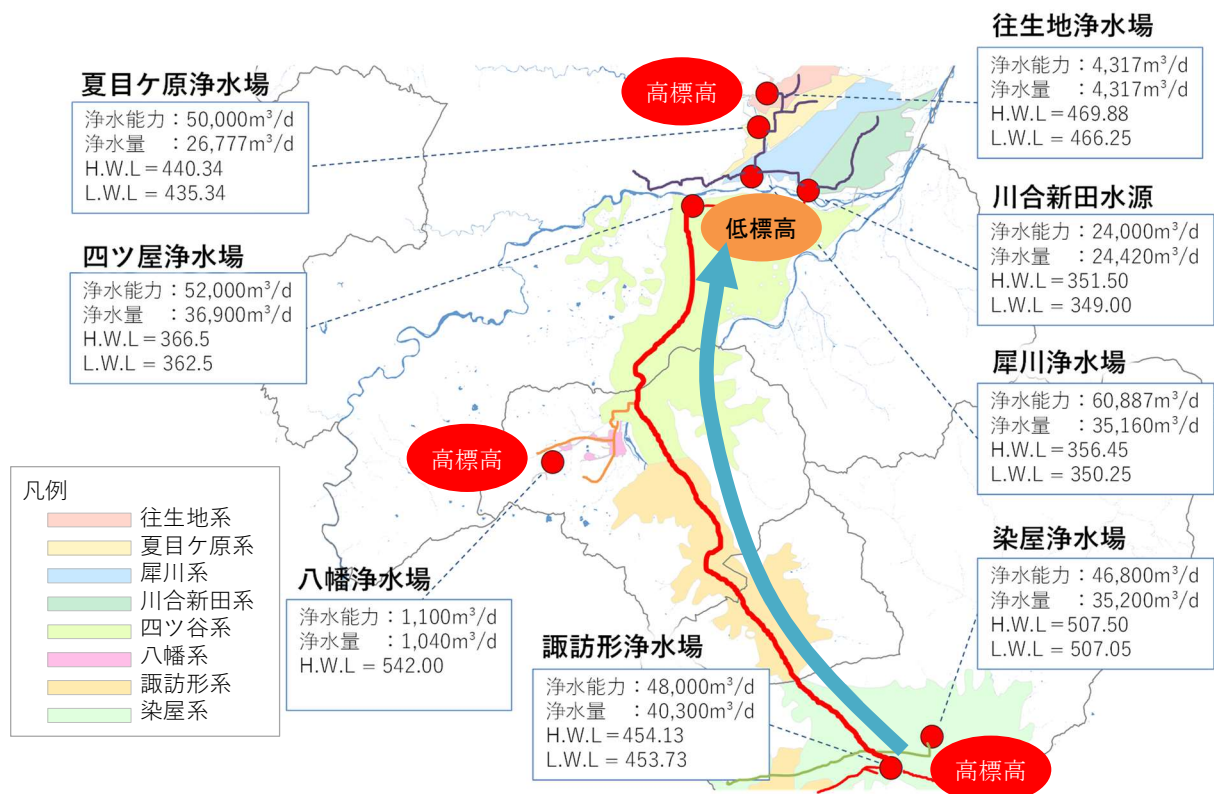 往生地浄水場
浄水能力：4,317m³/d
浄水量　：4,317m³/d
H.W.L＝469.88
L.W.L = 466.25
夏目ケ原浄水場
浄水能力：50,000m³/d
浄水量　：26,777m³/d
H.W.L＝440.34
L.W.L = 435.34
高標高
川合新田水源
浄水能力：24,000m³/d
浄水量　：24,420m³/d
H.W.L＝351.50
L.W.L = 349.00
低標高
四ツ屋浄水場
浄水能力：52,000m³/d
浄水量　：36,900m³/d
H.W.L = 366.5
L.W.L = 362.5
犀川浄水場
浄水能力：60,887m³/d
浄水量　：35,160m³/d
H.W.L＝356.45
L.W.L = 350.25
高標高
凡例
往生地系
夏目ケ原系
犀川系
川合新田系
四ツ谷系
八幡系
諏訪形系
染屋系
八幡浄水場
浄水能力：1,100m³/d
浄水量　：1,040m³/d
H.W.L = 542.00
染屋浄水場
浄水能力：46,800m³/d
浄水量　：35,200m³/d
H.W.L＝507.50
L.W.L = 507.05
諏訪形浄水場
浄水能力：48,000m³/d
浄水量　：40,300m³/d
H.W.L＝454.13
L.W.L = 453.73
高標高